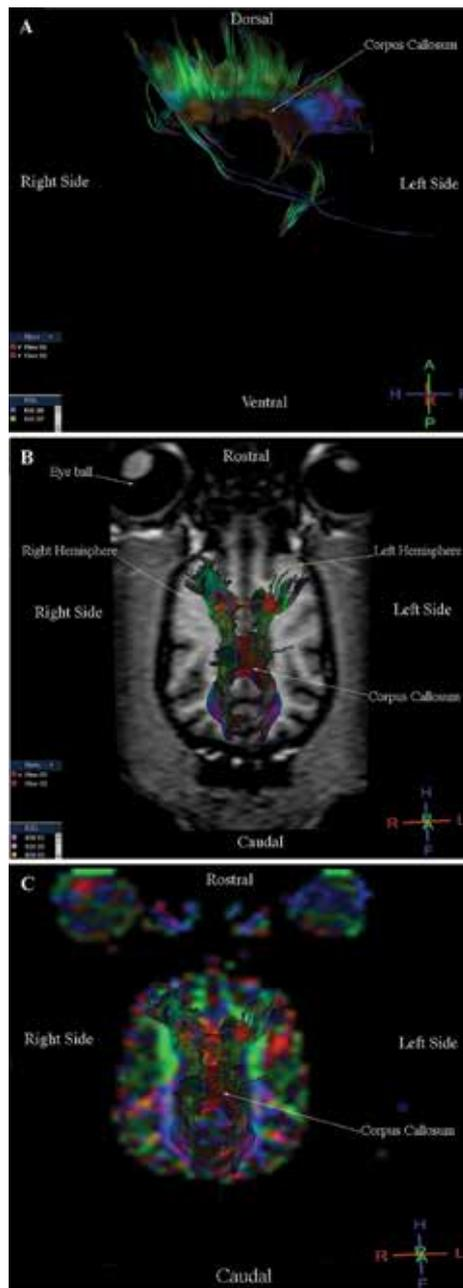 A
Dorsal
Corpus Callosum
Right Side
Left Side
Ventral
A
H
P
B
Rostral
Eye ball
Right Hemisphere
Left Hemisphere
Right Side
Left Side
Corpus Callosum
Caudal
H
R
L
F
C
Rostral
Right Side
Left Side
Corpus Callosum
H
R
L
F
Caudal